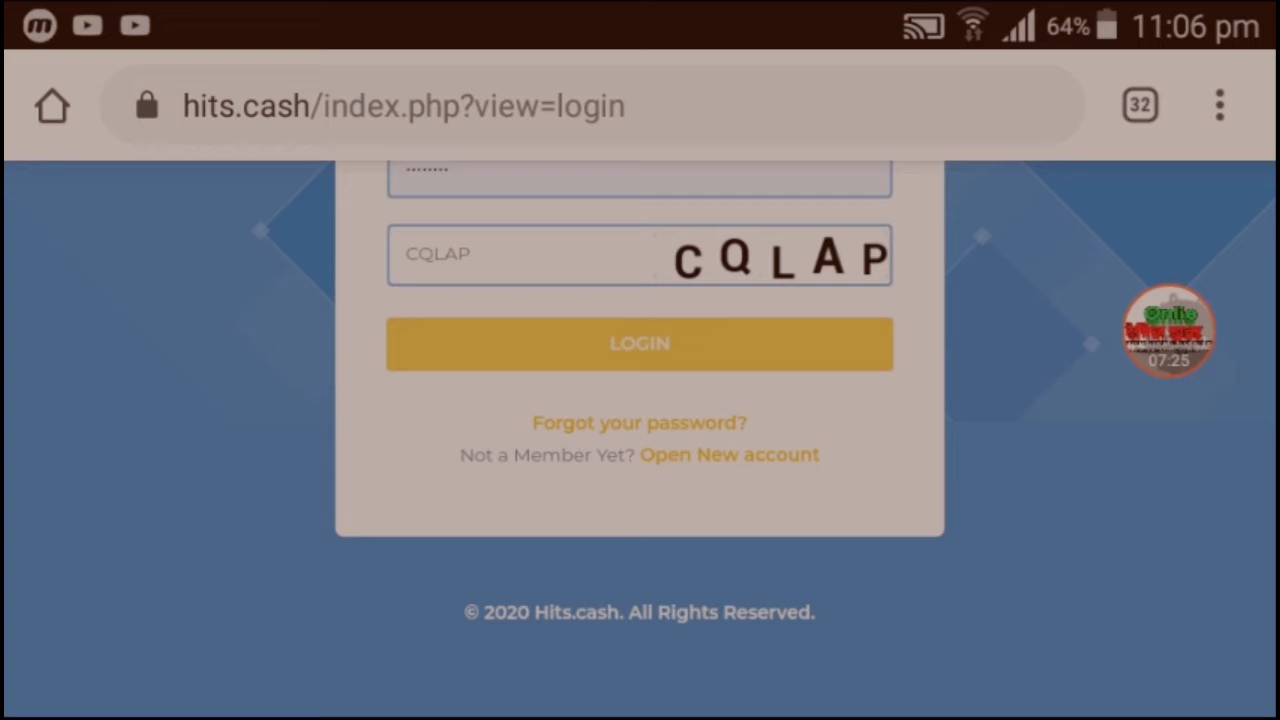 64% 11:06 pm
hits.cash/index.php?view=login
32
........
CQLAP
C Q L A P
LOGIN
07:25
Forgot your password?
Not a Member Yet? Open New account
© 2020 Hits.cash. All Rights Reserved.